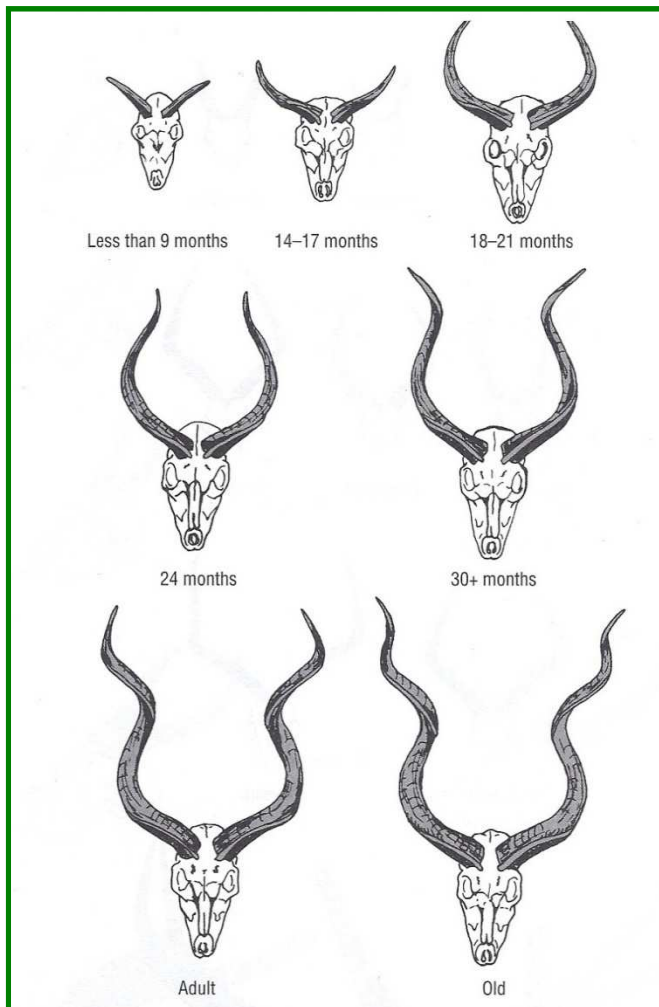 Less than 9 months
14–17 months
18–21 months
24 months
30+ months
Adult
Old